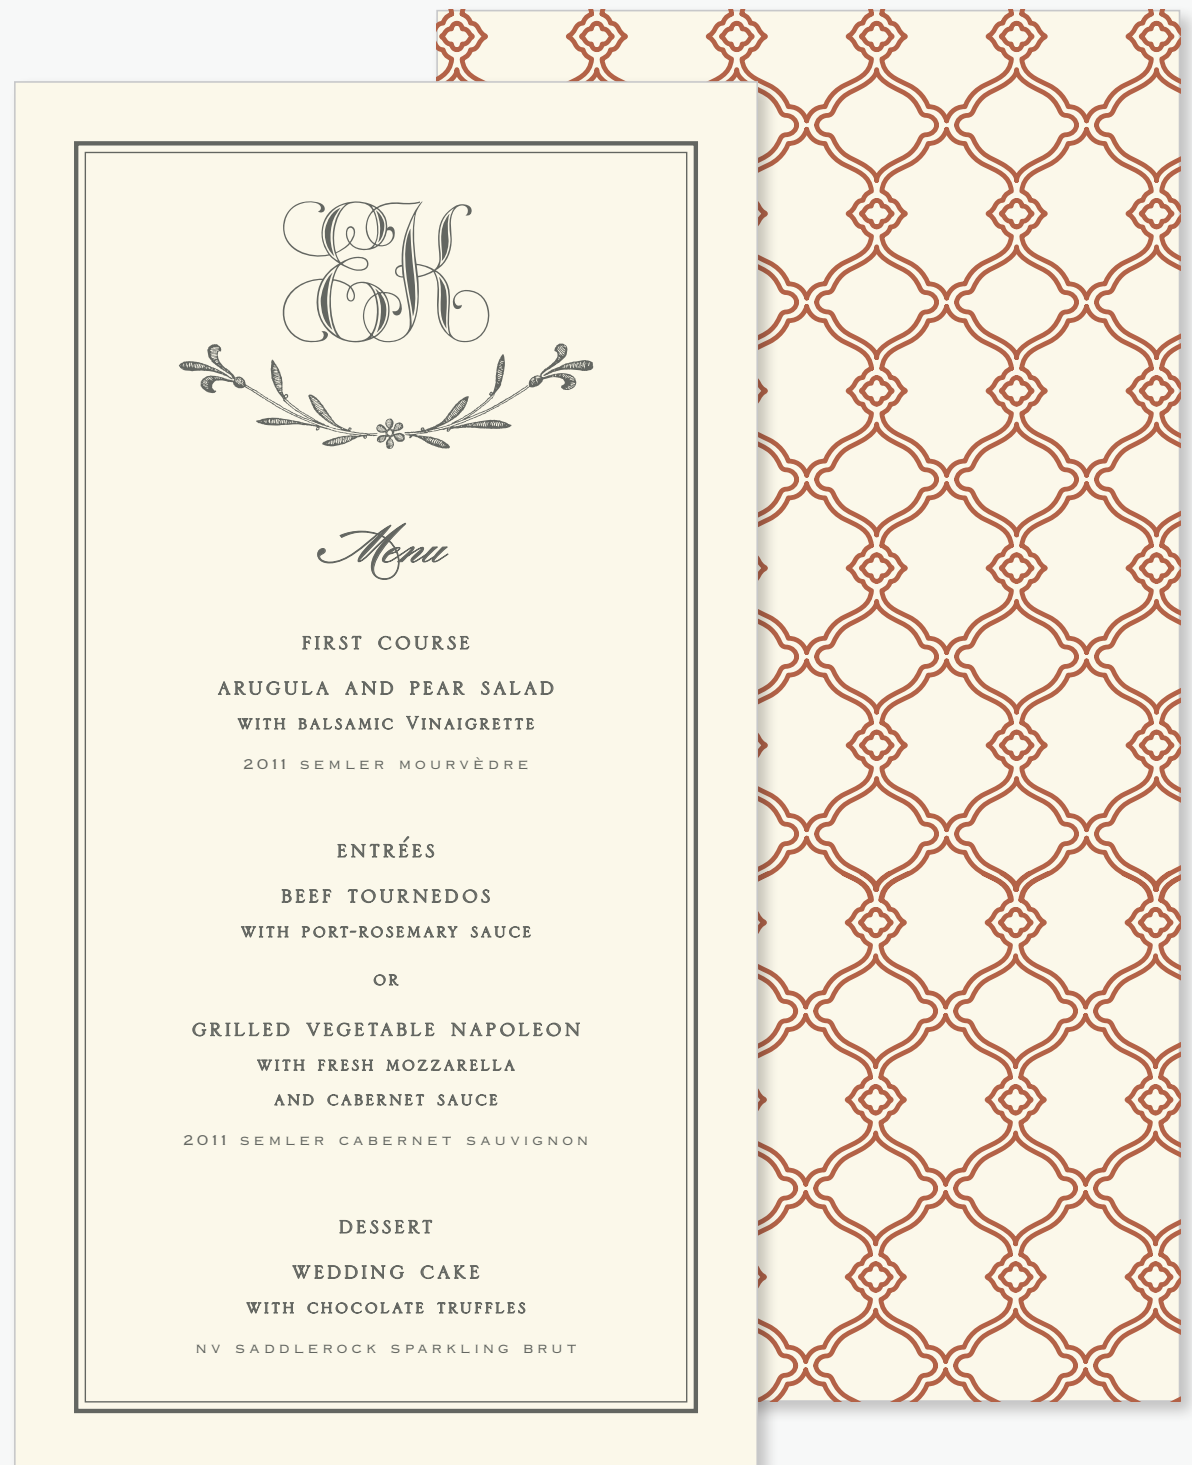 EK
Menu
FIRST COURSE
ARUGULA AND PEAR SALAD
WITH BALSAMIC VINAIGRETTE
2011 SEMLER MOURVÈDRE
ENTRÉES
BEEF TOURNEDOS
WITH PORT-ROSEMARY SAUCE
OR
GRILLED VEGETABLE NAPOLEON
WITH FRESH MOZZARELLA
AND CABERNET SAUCE
2011 SEMLER CABERNET SAUVIGNON
DESSERT
WEDDING CAKE
WITH CHOCOLATE TRUFFLES
NV SADDLEROCK SPARKLING BRUT